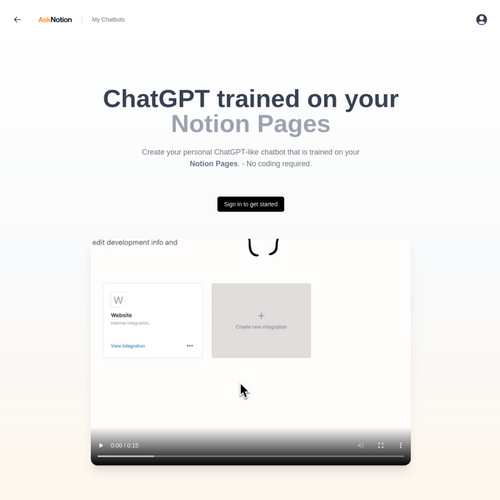 AskNotion My Chatbots
ChatGPT trained on your
Notion Pages
Create your personal ChatGPT-like chatbot that is trained on your
Notion Pages. - No coding required.
Sign in to get started
edit development info and
W
Website
Internal integration.
View integration
+
Create new integration
0:00 / 0:15